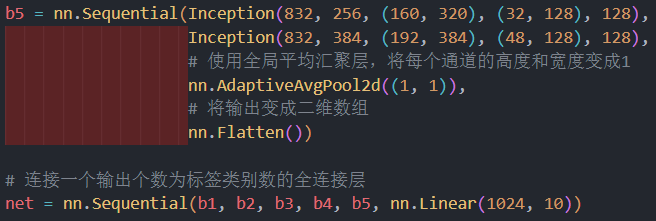 b5 = nn.Sequential(Inception(832, 256, (160, 320), (32, 128), 128),
Inception(832, 384, (192, 384), (48, 128), 128),
# 使用全局平均汇聚层，将每个通道的高度和宽度变成1
nn.AdaptiveAvgPool2d((1, 1)),
# 将输出变成二维数组
nn.Flatten())
# 连接一个输出个数为标签类别数的全连接层
net = nn.Sequential(b1, b2, b3, b4, b5, nn.Linear(1024, 10))